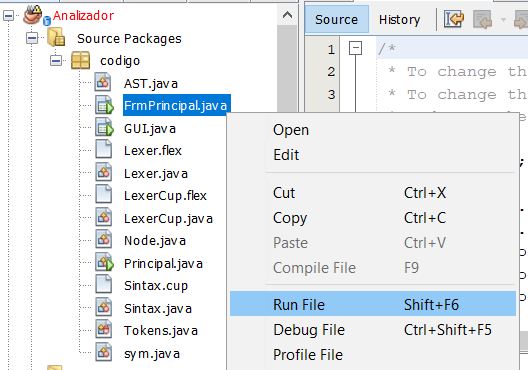 Analizador
Source Packages
codigo
AST.java
FrmPrincipal.java
GUI.java
Lexer.flex
Lexer.java
LexerCup.flex
LexerCup.java
Node.java
Principal.java
Sintax.cup
Sintax.java
Tokens.java
sym.java
Source History
1 /*
2 * To change th
3 * To change th
Open
Edit
Cut Ctrl+X
Copy Ctrl+C
Paste Ctrl+V
Compile File F9
Run File Shift+F6
Debug File Ctrl+Shift+F5
Profile File